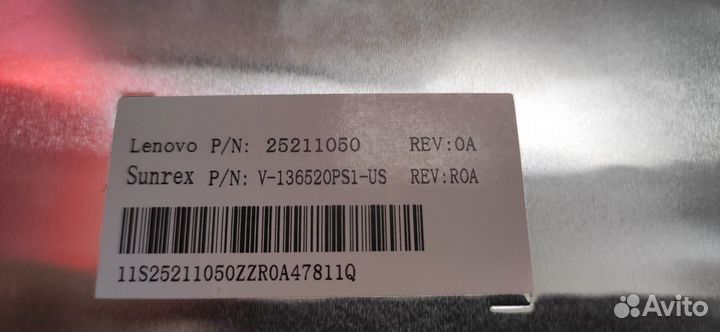 Lenovo P/N: 25211050 REV:0A
Sunrex P/N: V-136520PS1-US REV:R0A
11S25211050ZZR0A47811Q
Avito